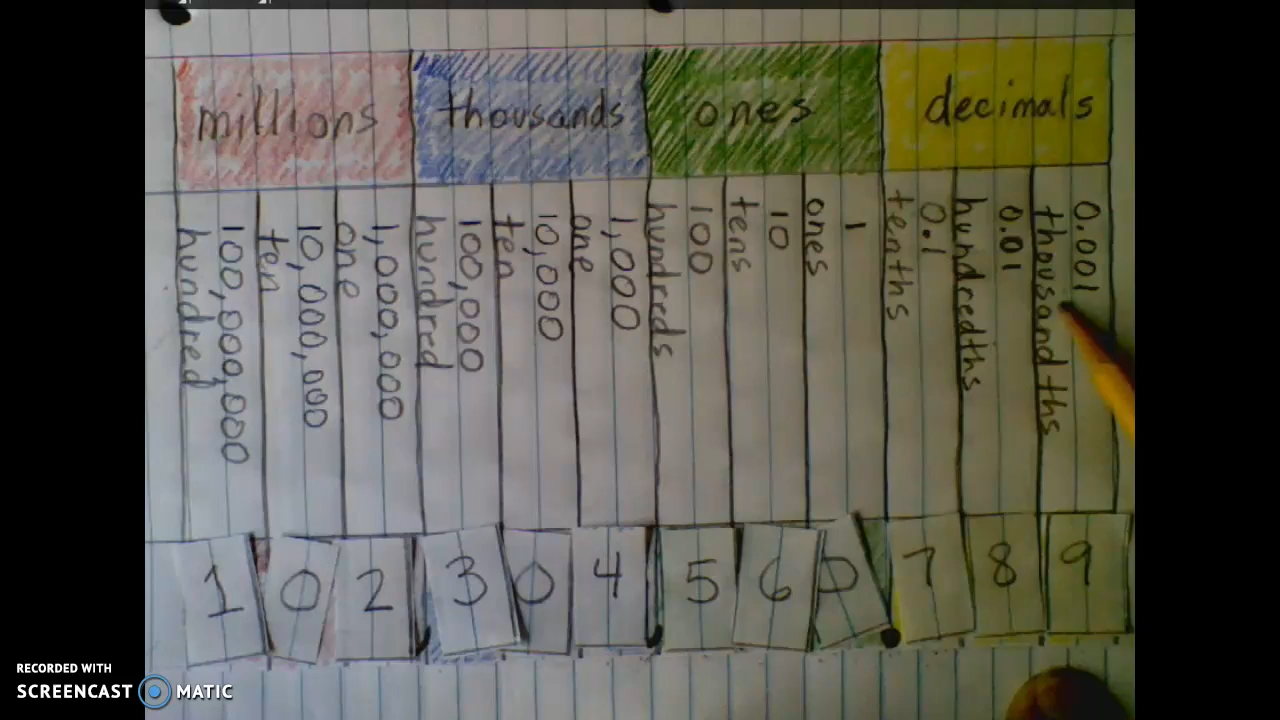 millions thousands ones decimals
100,000,000
hundred
10,000,000
ten
1,000,000
one
100,000
hundred
10,000
ten
1,000
one
100
hundreds
10
tens
1
ones
0.1
tenths
0.01
hundredths
0.001
thousandths
1 0 2, 3 0 4, 5 6 0. 7 8 9
RECORDED WITH
SCREENCAST MATIC